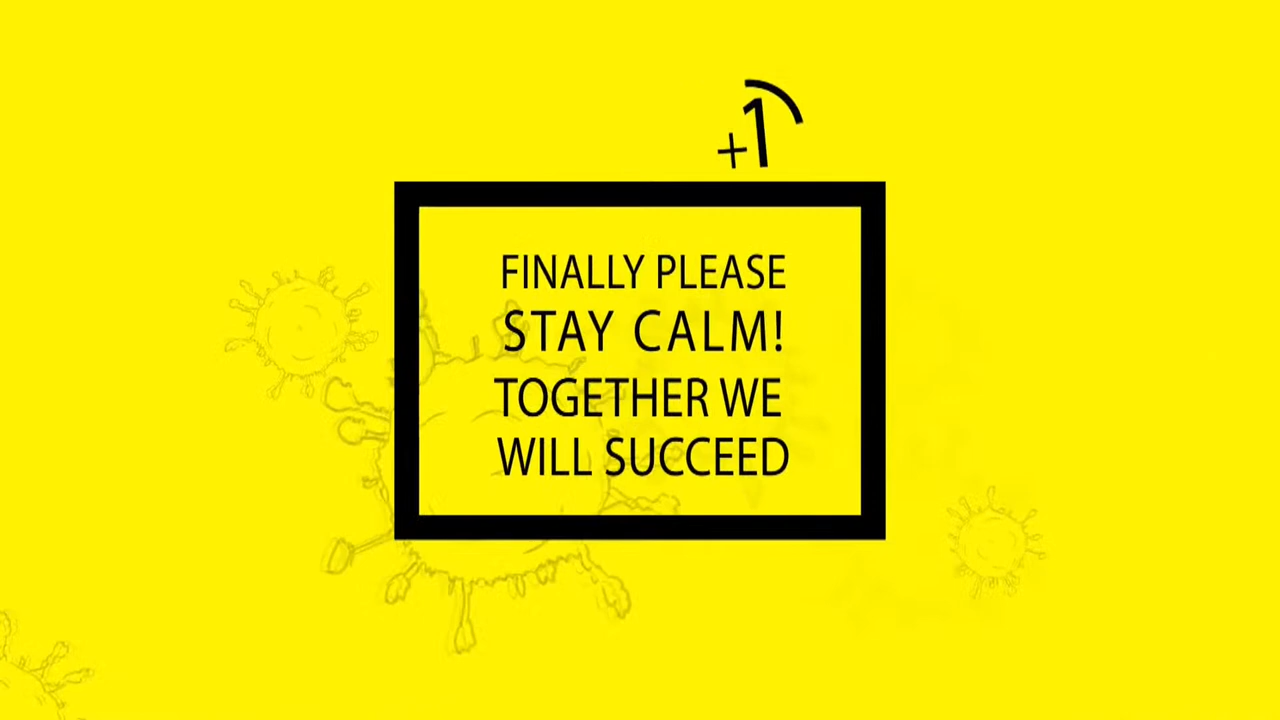 +1
FINALLY PLEASE
STAY CALM!
TOGETHER WE
WILL SUCCEED